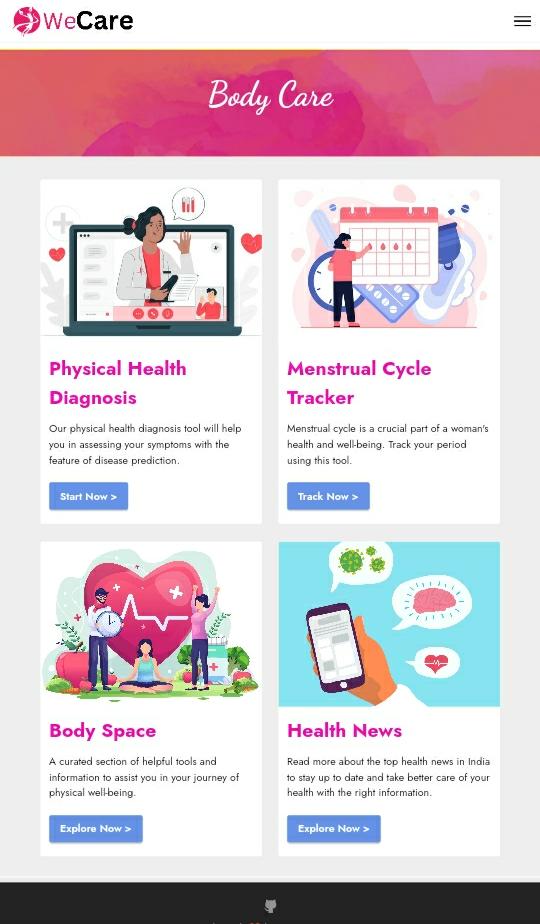 WeCare
Body Care
Physical Health
Diagnosis
Our physical health diagnosis tool will help
you in assessing your symptoms with the
feature of disease prediction.
Start Now >
Menstrual Cycle
Tracker
Menstrual cycle is a crucial part of a woman's
health and well-being. Track your period
using this tool.
Track Now >
Body Space
A curated section of helpful tools and
information to assist you in your journey of
physical well-being.
Explore Now >
Health News
Read more about the top health news in India
to stay up to date and take better care of your
health with the right information.
Explore Now >